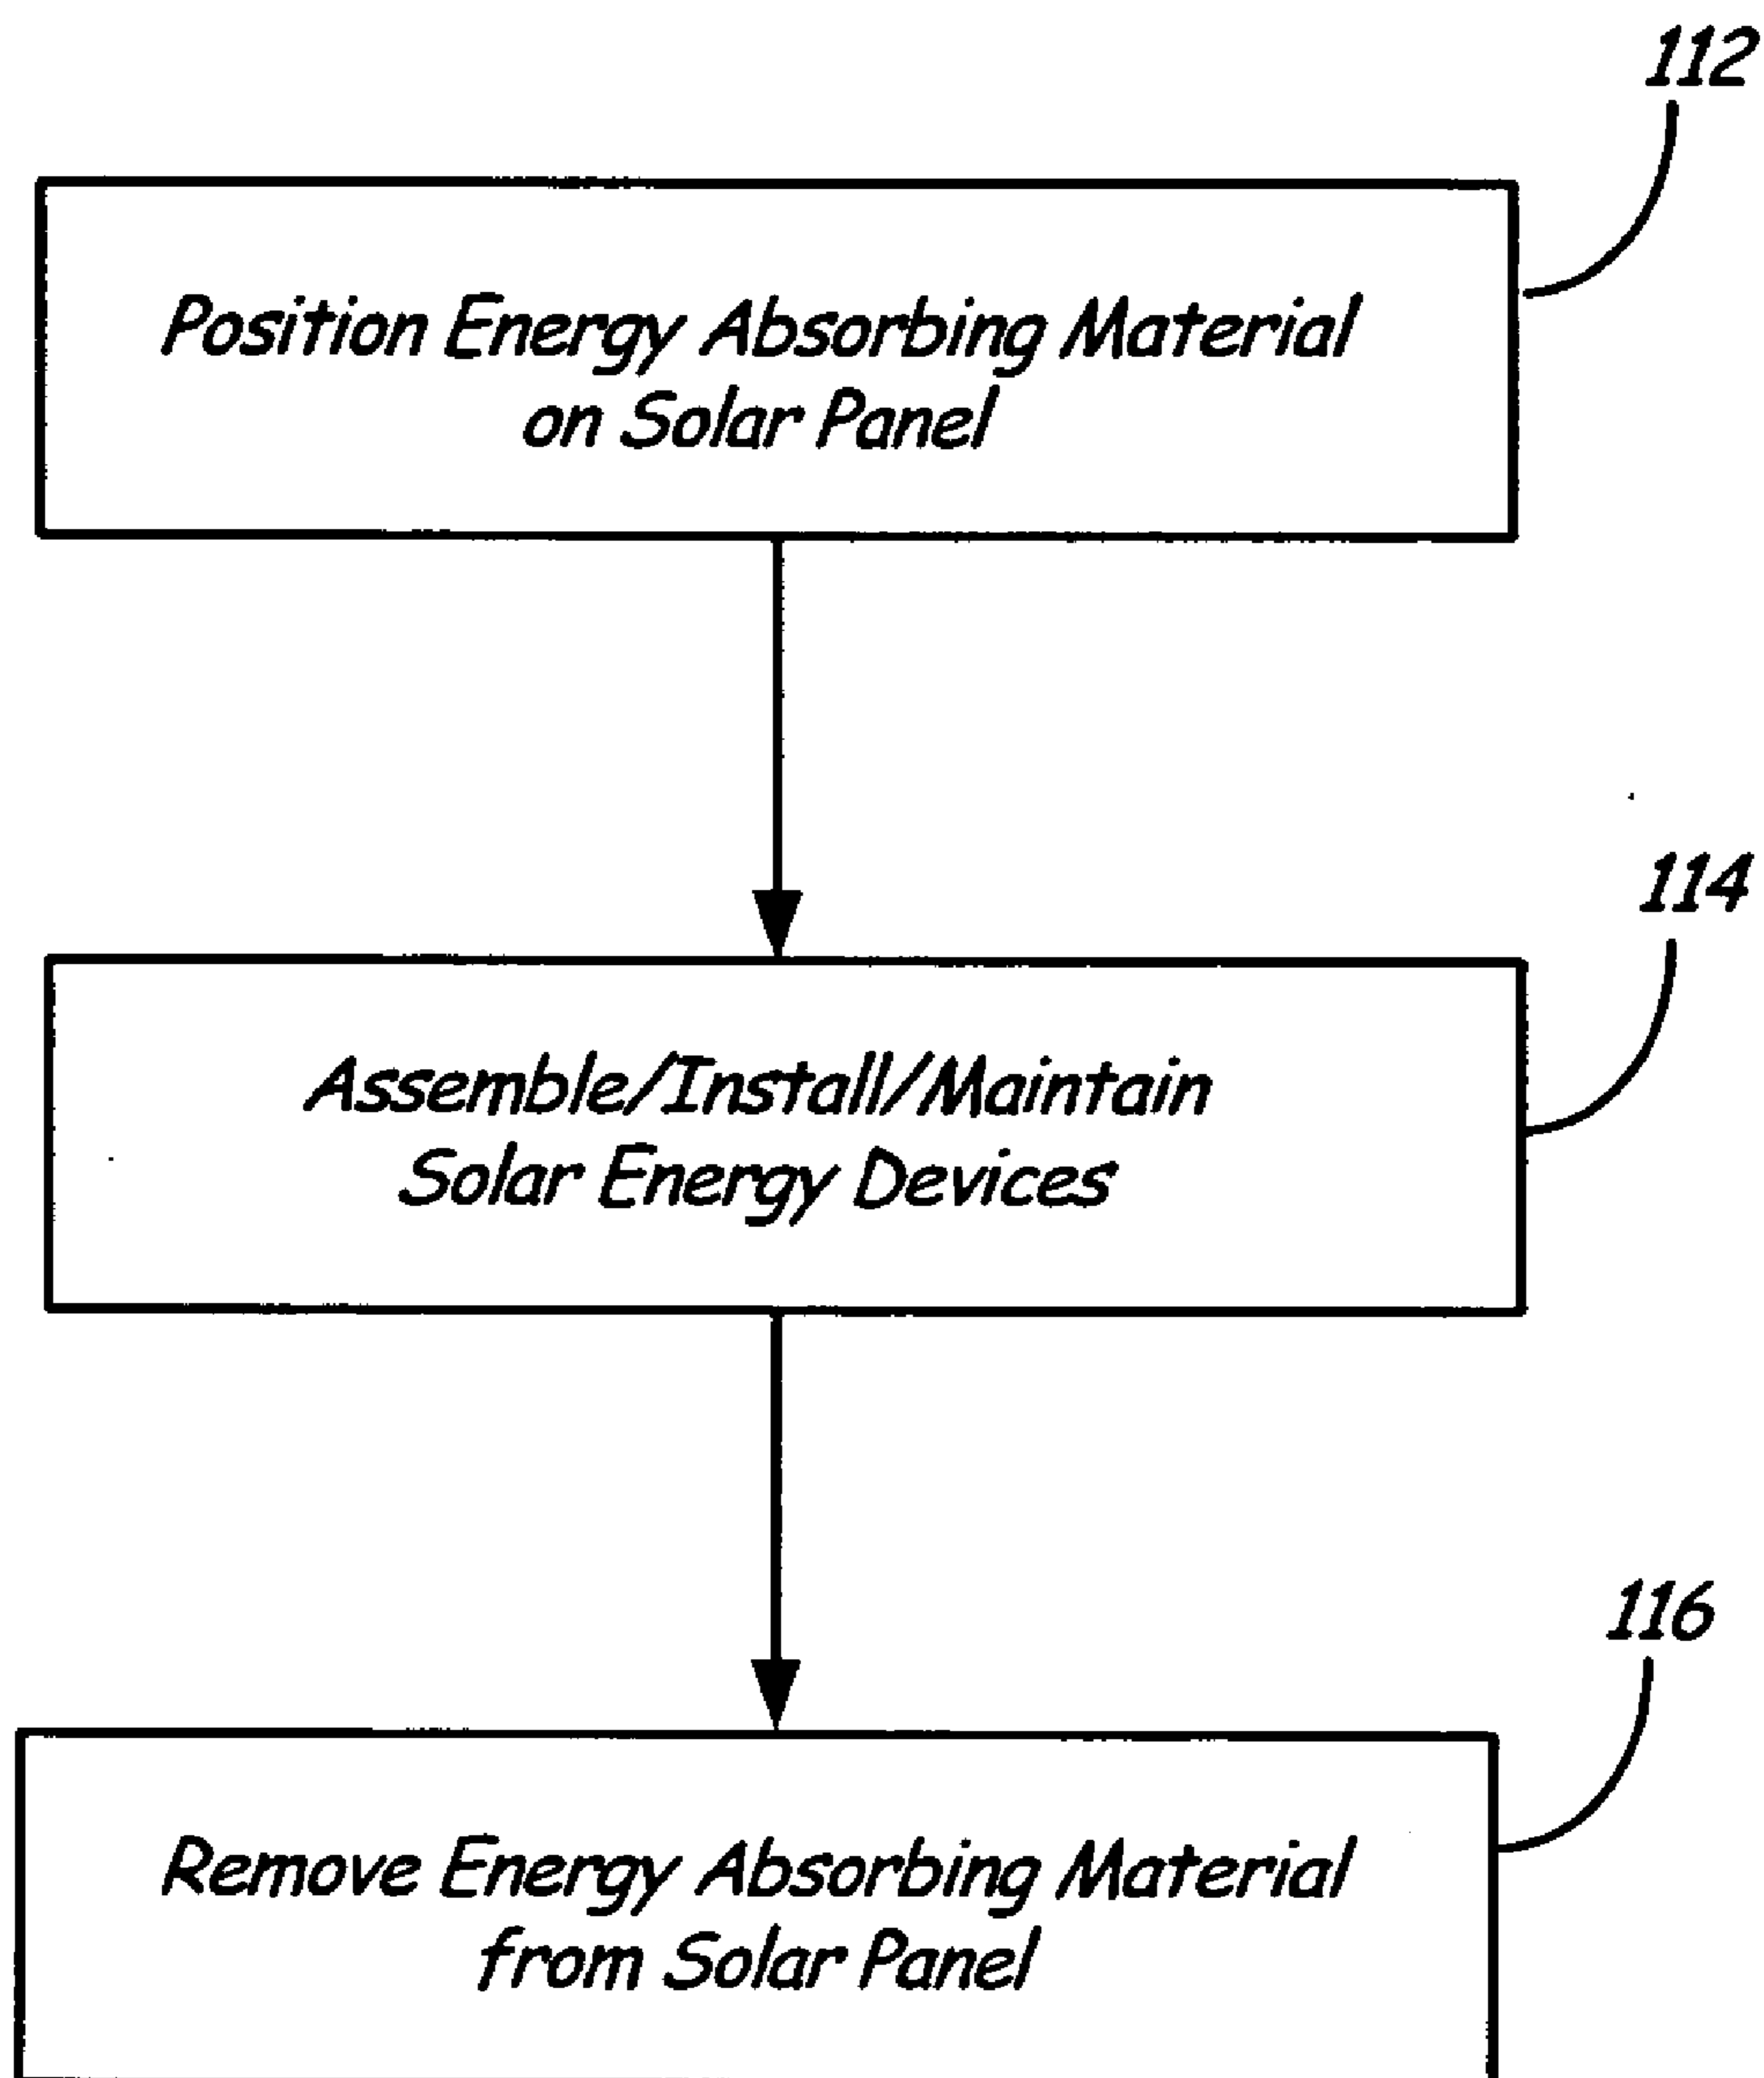 112
Position Energy Absorbing Material
on Solar Panel
114
Assemble/Install/Maintain
Solar Energy Devices
116
Remove Energy Absorbing Material
from Solar Panel